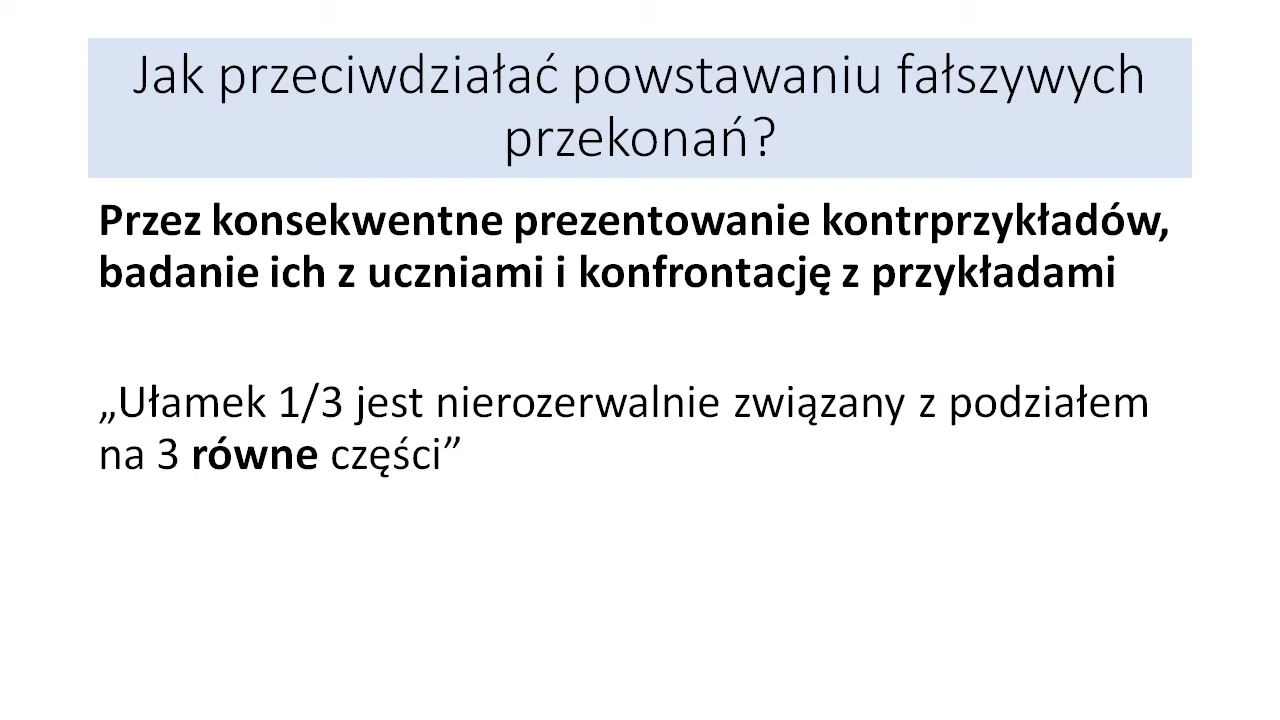 Jak przeciwdziałać powstawaniu fałszywych
przekonań?
Przez konsekwentne prezentowanie kontrprzykładów,
badanie ich z uczniami i konfrontację z przykładami
„Ułamek 1/3 jest nierozerwalnie związany z podziałem
na 3 równe części”